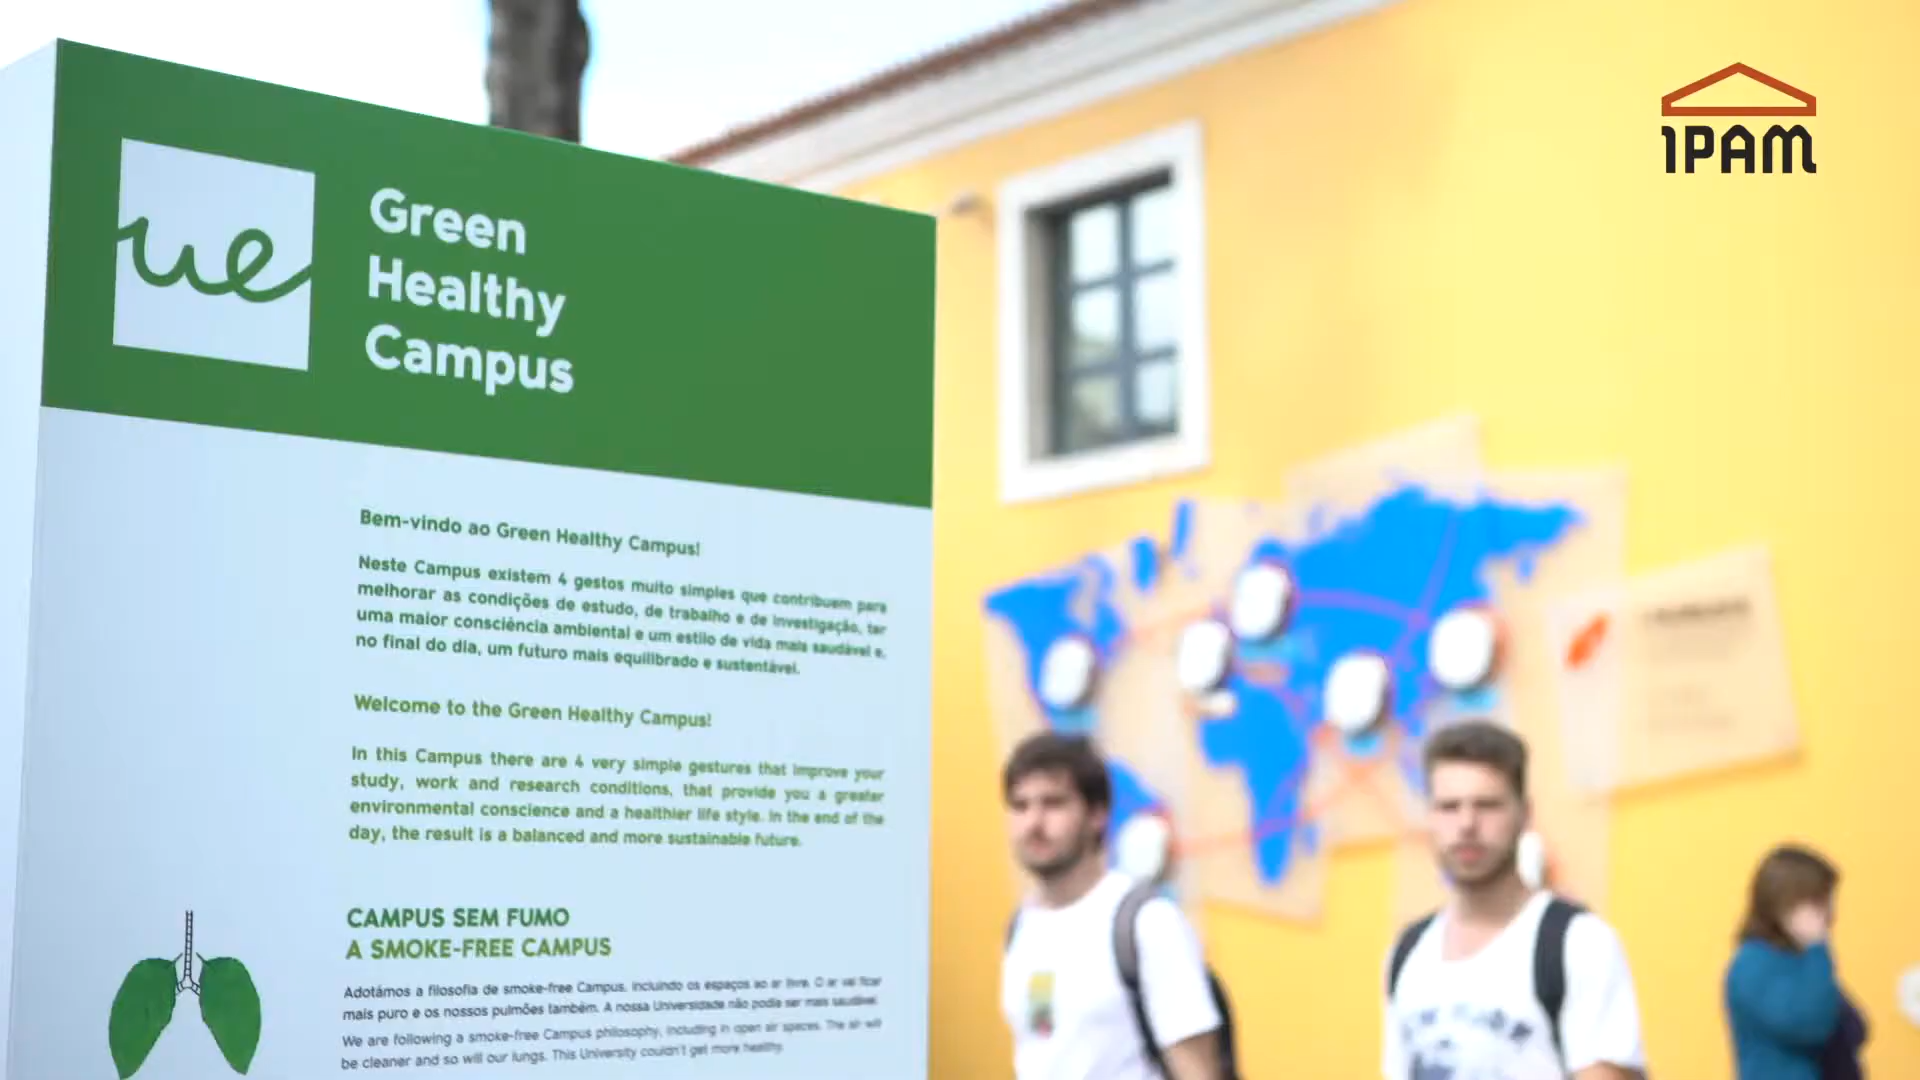 IPAM
ue
Green
Healthy
Campus
Bem-vindo ao Green Healthy Campus!
Neste Campus existem 4 gestos muito simples que contribuem para
melhorar as condições de estudo, de trabalho e de investigação, ter
uma maior consciência ambiental e um estilo de vida mais saudável e,
no final do dia, um futuro mais equilibrado e sustentável.
Welcome to the Green Healthy Campus!
In this Campus there are 4 very simple gestures that improve your
study, work and research conditions, that provide you a greater
environmental conscience and a healthier life style. In the end of the
day, the result is a balanced and more sustainable future.
CAMPUS SEM FUMO
A SMOKE-FREE CAMPUS
Adotámos a filosofia de smoke-free Campus, incluindo os espaços ao ar livre. O ar vai ficar
mais puro e os nossos pulmões também. A nossa Universidade não podia ser mais saudável.
We are following a smoke-free Campus philosophy, including in open air spaces. The air will
be cleaner and so will our lungs. This University couldn't get more healthy.